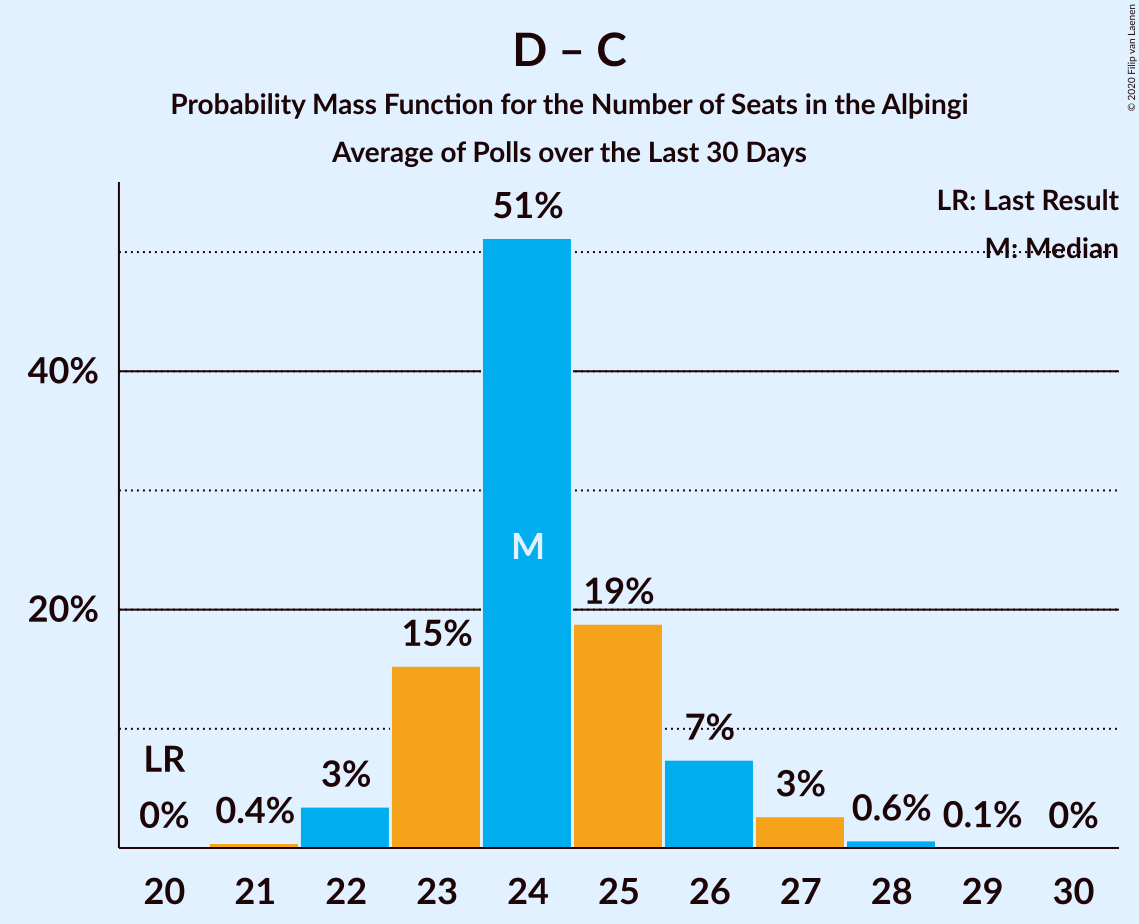 D – C
Probability Mass Function for the Number of Seats in the Alþingi
Average of Polls over the Last 30 Days
© 2020 Filip van Laenen
LR: Last Result
M: Median
51%
40%
M
20%
19%
15%
7%
LR
3%
3%
0%
0.4%
0.6%
0.1%
0%
20 21 22 23 24 25 26 27 28 29 30